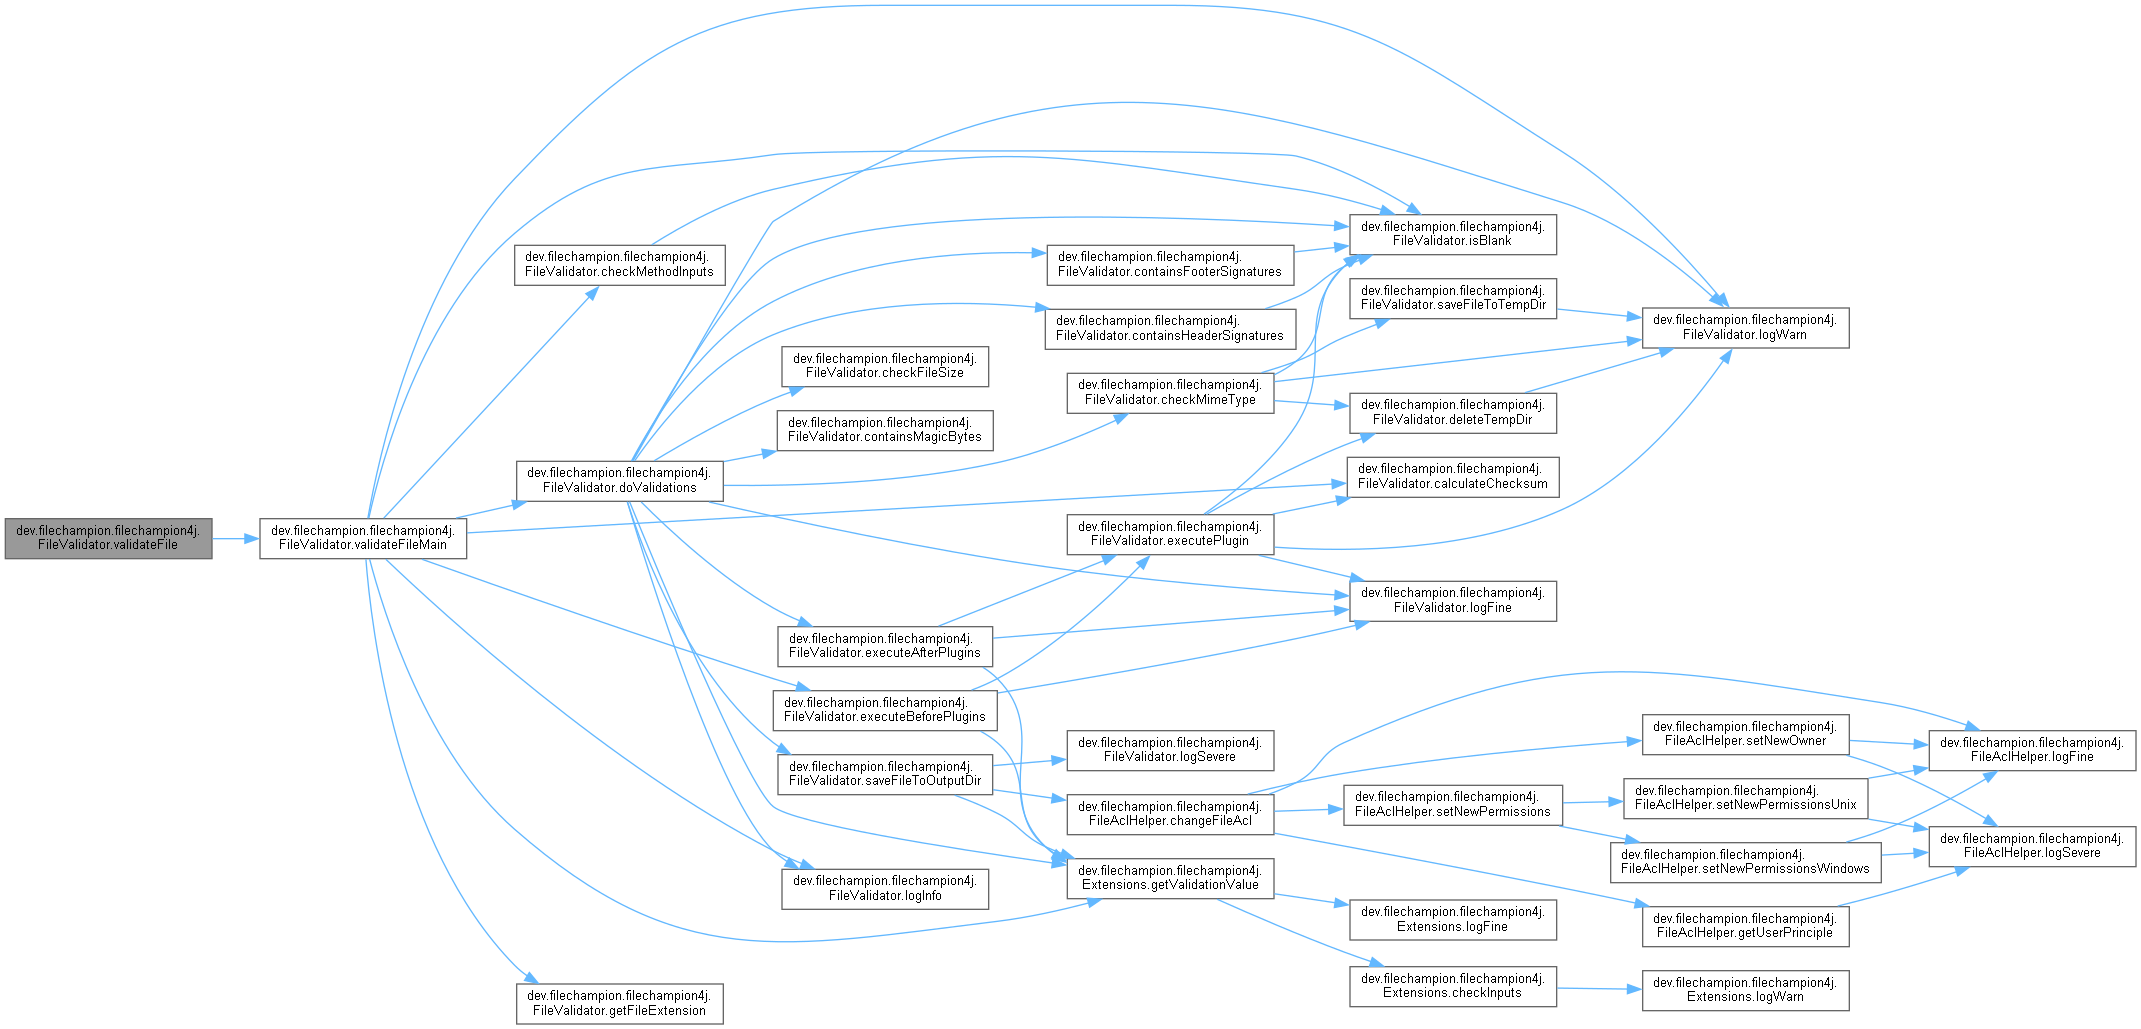 dev.filechampion.filechampion4j.
FileValidator.validateFile
dev.filechampion.filechampion4j.
FileValidator.validateFileMain
dev.filechampion.filechampion4j.
FileValidator.checkMethodInputs
dev.filechampion.filechampion4j.
FileValidator.doValidations
dev.filechampion.filechampion4j.
FileValidator.getFileExtension
dev.filechampion.filechampion4j.
FileValidator.checkFileSize
dev.filechampion.filechampion4j.
FileValidator.containsMagicBytes
dev.filechampion.filechampion4j.
FileValidator.executeAfterPlugins
dev.filechampion.filechampion4j.
FileValidator.executeBeforePlugins
dev.filechampion.filechampion4j.
FileValidator.saveFileToOutputDir
dev.filechampion.filechampion4j.
FileValidator.logInfo
dev.filechampion.filechampion4j.
FileValidator.containsFooterSignatures
dev.filechampion.filechampion4j.
FileValidator.containsHeaderSignatures
dev.filechampion.filechampion4j.
FileValidator.checkMimeType
dev.filechampion.filechampion4j.
FileValidator.executePlugin
dev.filechampion.filechampion4j.
FileValidator.logSevere
dev.filechampion.filechampion4j.
FileAclHelper.changeFileAcl
dev.filechampion.filechampion4j.
Extensions.getValidationValue
dev.filechampion.filechampion4j.
FileValidator.isBlank
dev.filechampion.filechampion4j.
FileValidator.saveFileToTempDir
dev.filechampion.filechampion4j.
FileValidator.deleteTempDir
dev.filechampion.filechampion4j.
FileValidator.calculateChecksum
dev.filechampion.filechampion4j.
FileValidator.logFine
dev.filechampion.filechampion4j.
FileAclHelper.setNewPermissions
dev.filechampion.filechampion4j.
Extensions.logFine
dev.filechampion.filechampion4j.
Extensions.checkInputs
dev.filechampion.filechampion4j.
FileValidator.logWarn
dev.filechampion.filechampion4j.
FileAclHelper.setNewOwner
dev.filechampion.filechampion4j.
FileAclHelper.setNewPermissionsUnix
dev.filechampion.filechampion4j.
FileAclHelper.setNewPermissionsWindows
dev.filechampion.filechampion4j.
FileAclHelper.getUserPrinciple
dev.filechampion.filechampion4j.
Extensions.logWarn
dev.filechampion.filechampion4j.
FileAclHelper.logFine
dev.filechampion.filechampion4j.
FileAclHelper.logSevere